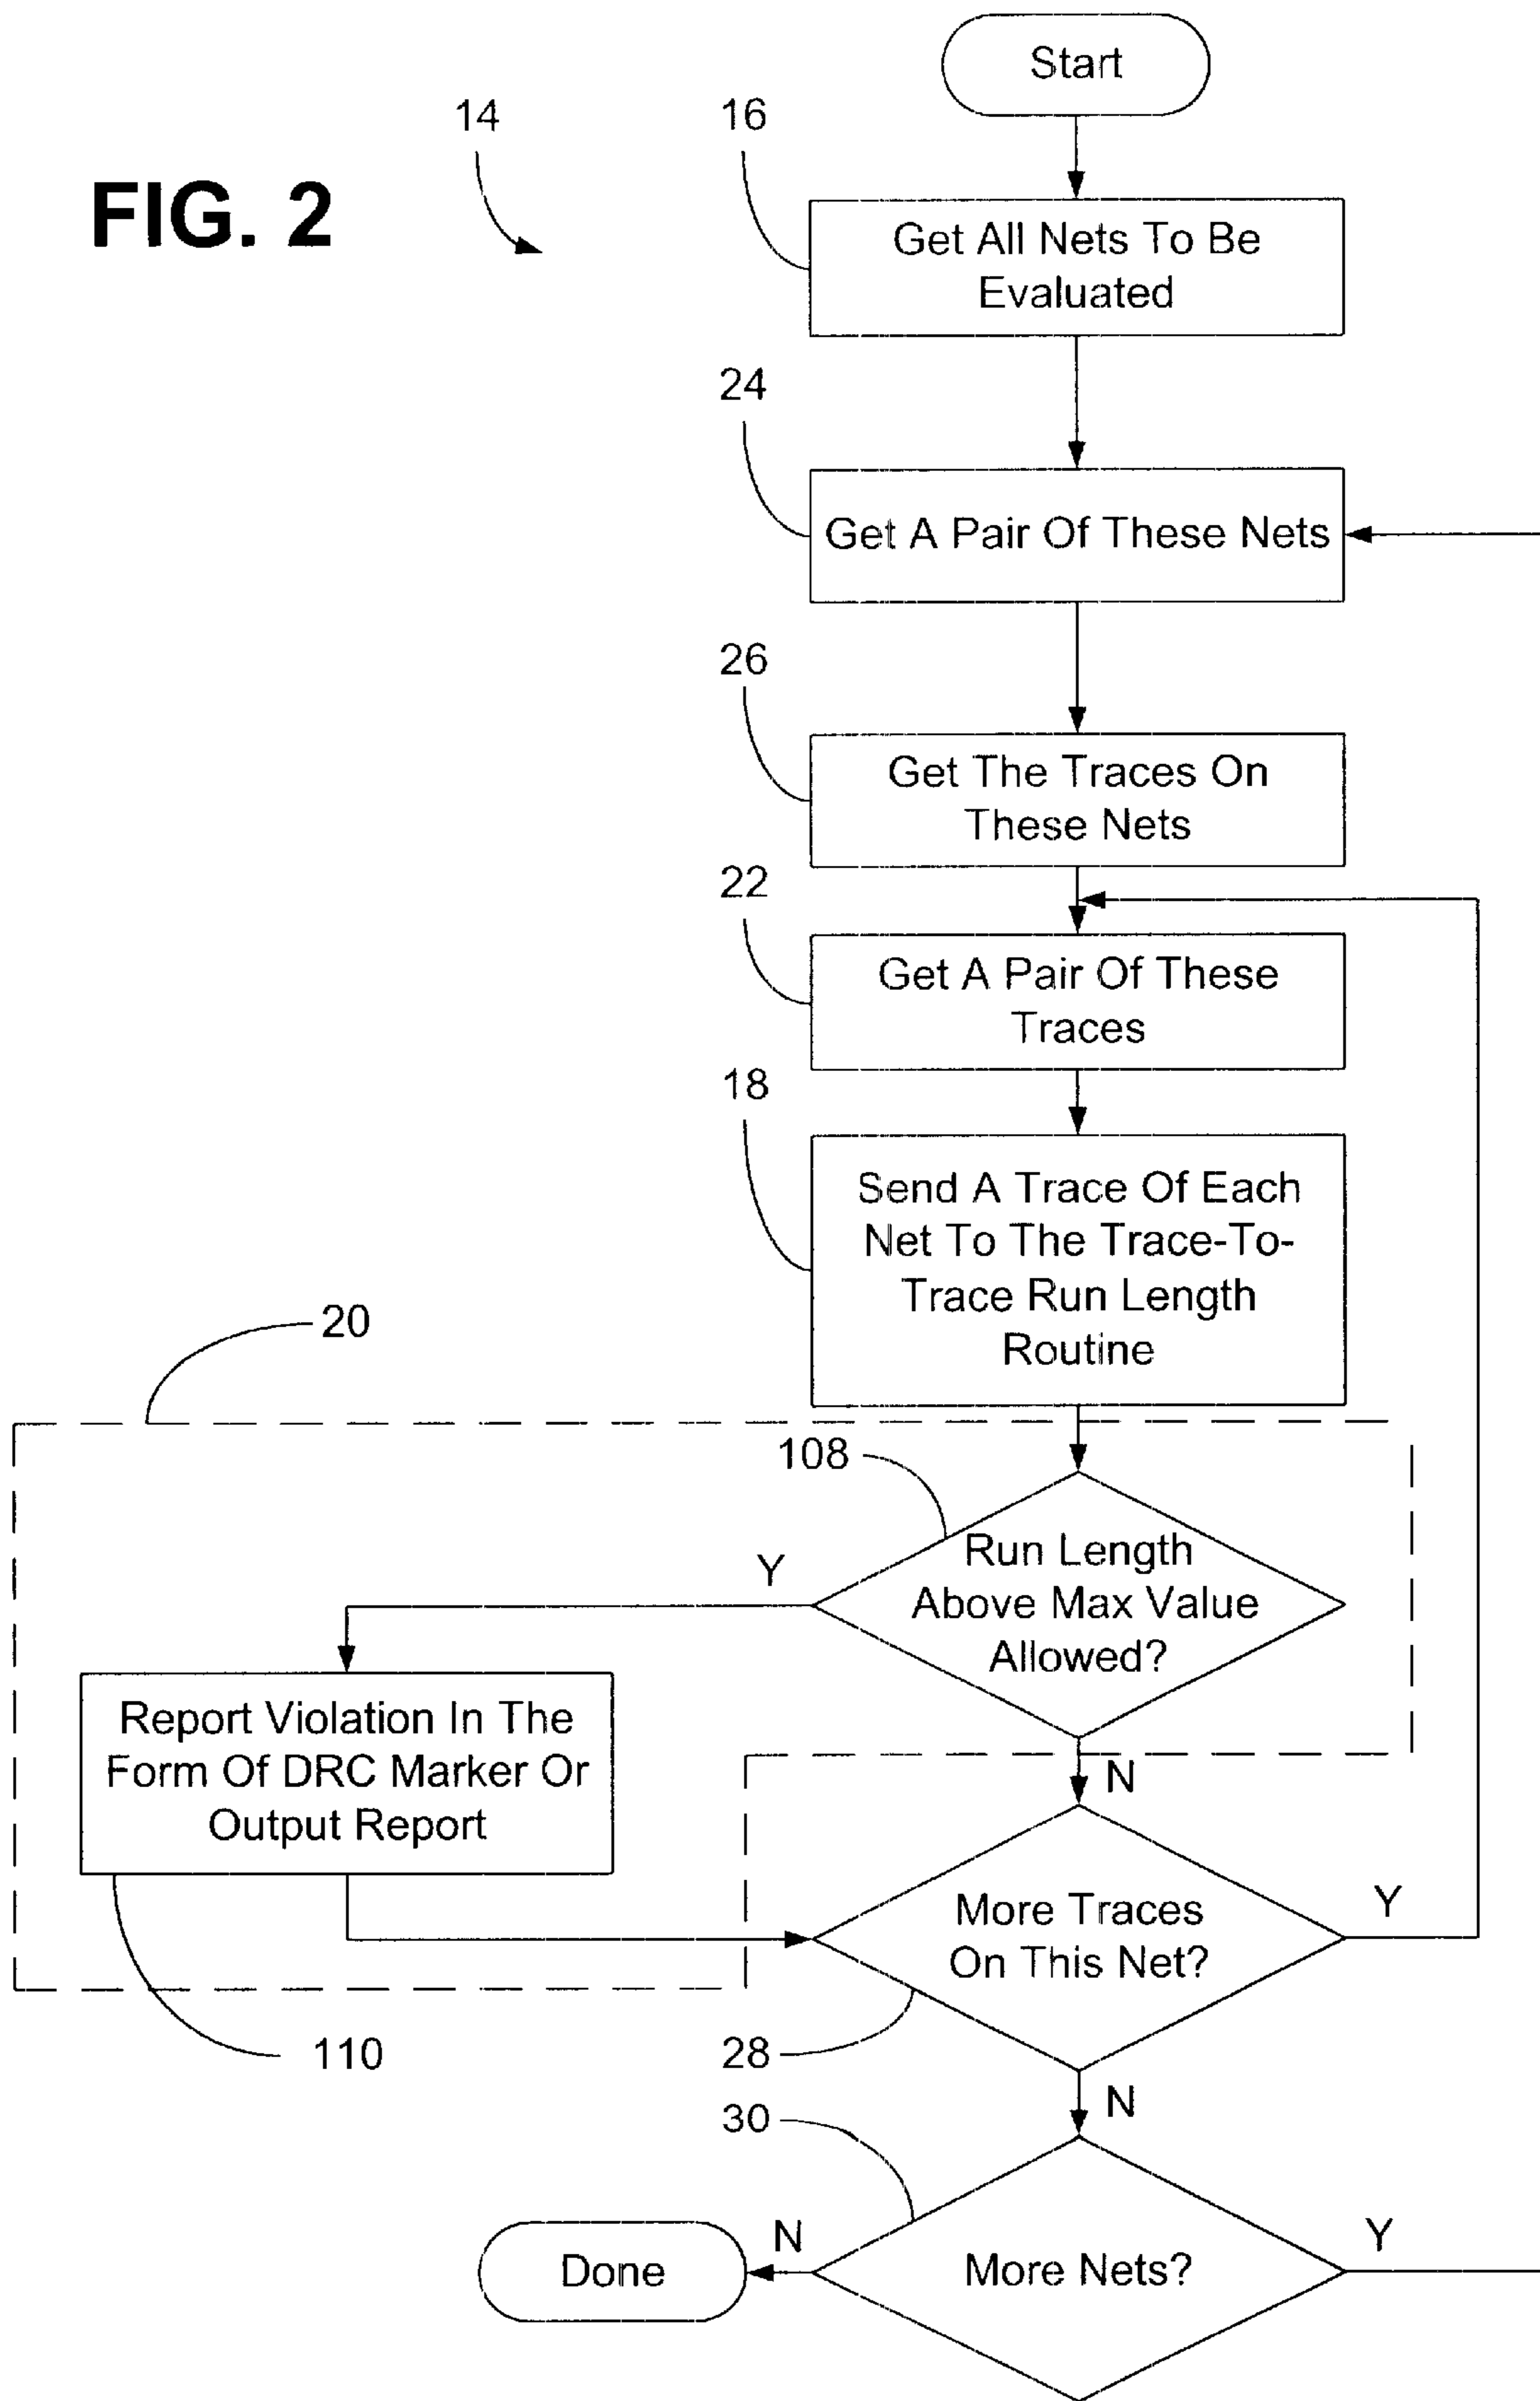 Start
14
16
FIG. 2
Get All Nets To Be
Evaluated
24
Get A Pair Of These Nets
26
Get The Traces On
These Nets
22
Get A Pair Of These
Traces
18
Send A Trace Of Each
Net To The Trace-To-
Trace Run Length
Routine
20
108
Run Length
Above Max Value
Allowed?
Y
Report Violation In The
Form Of DRC Marker Or
Output Report
N
More Traces
On This Net?
Y
110
28
N
30
More Nets?
N
Y
Done